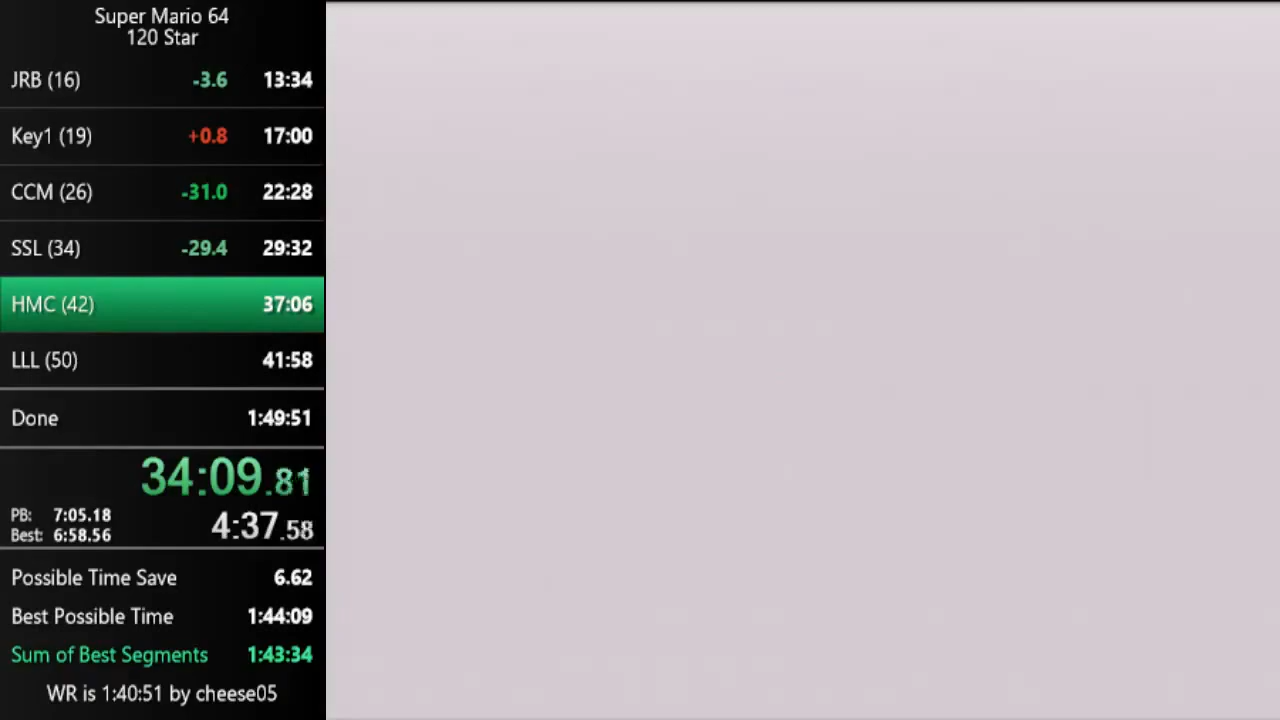 Super Mario 64
120 Star
JRB (16) -3.6 13:34
Key1 (19) +0.8 17:00
CCM (26) -31.0 22:28
SSL (34) -29.4 29:32
HMC (42) 37:06
LLL (50) 41:58
Done 1:49:51
34:09.81
PB: 7:05.18
Best: 6:58.56
4:37.58
Possible Time Save 6.62
Best Possible Time 1:44:09
Sum of Best Segments 1:43:34
WR is 1:40:51 by cheese05